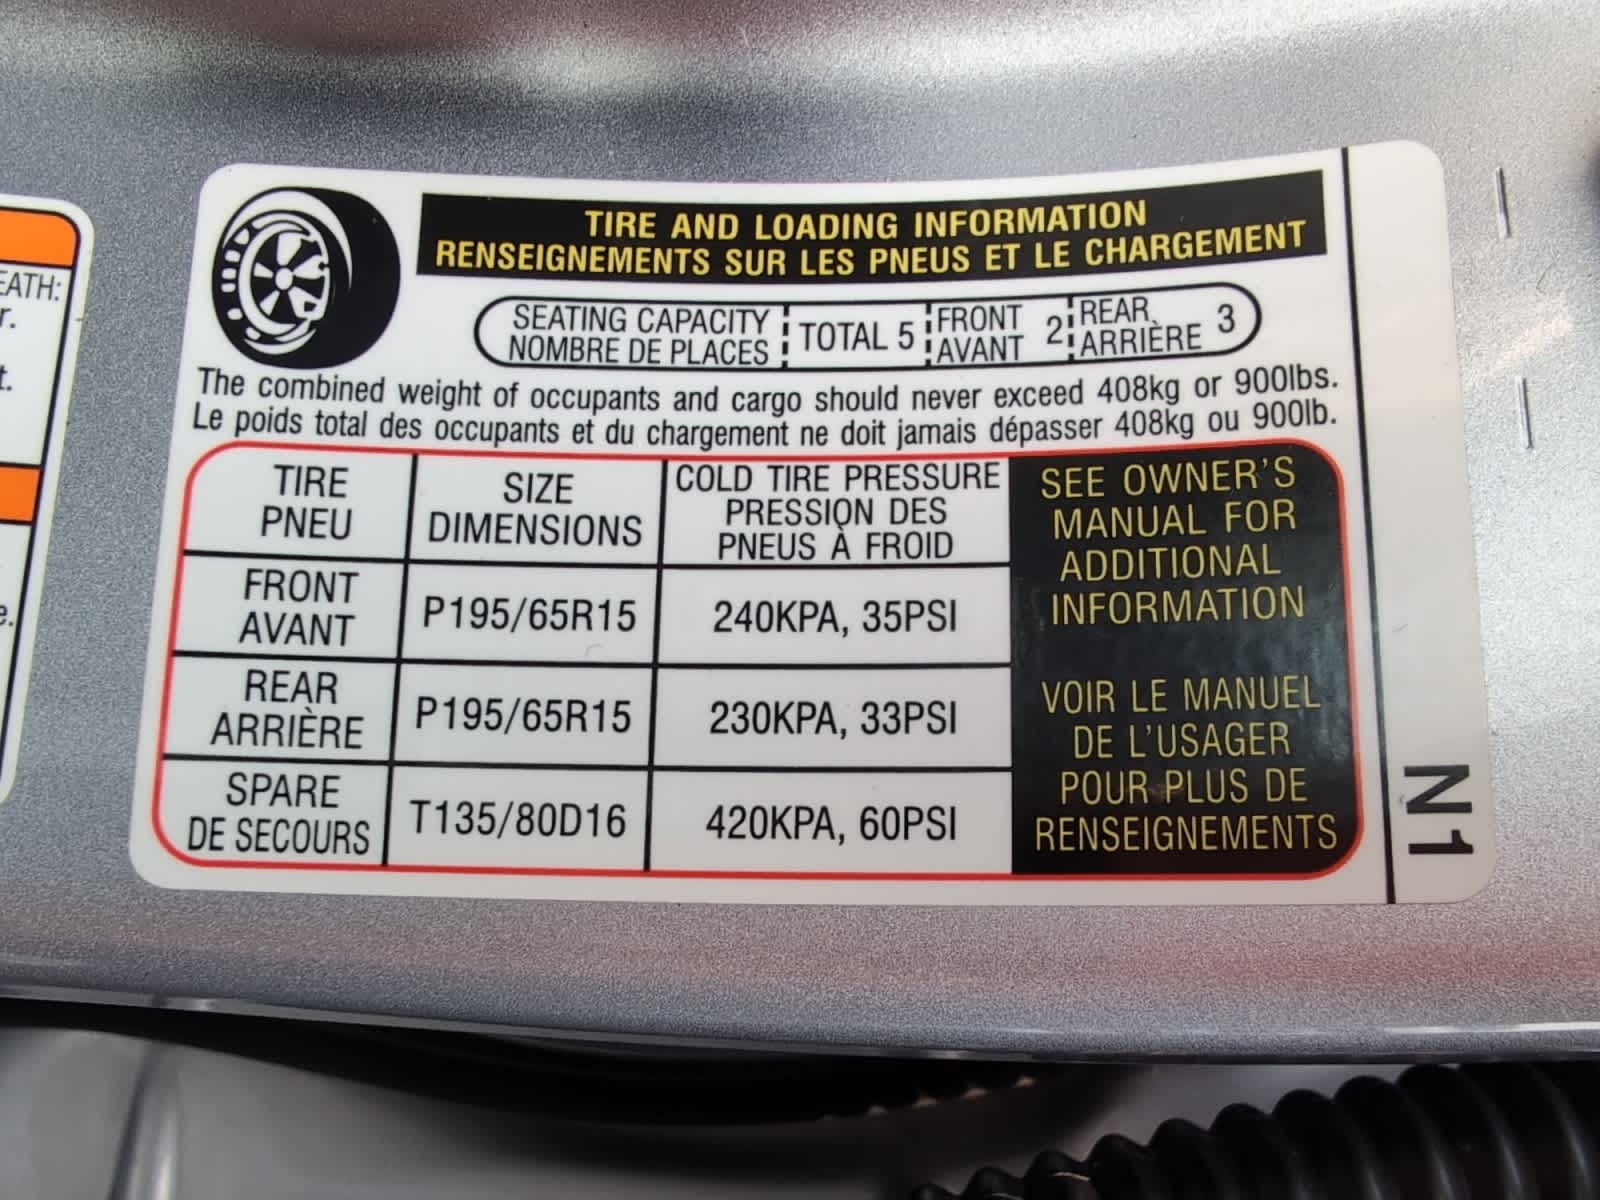 EATH:
r.
t.
e.
TIRE AND LOADING INFORMATION
RENSEIGNEMENTS SUR LES PNEUS ET LE CHARGEMENT
SEATING CAPACITY
NOMBRE DE PLACES
TOTAL 5
FRONT
AVANT 2
REAR
ARRIÈRE 3
The combined weight of occupants and cargo should never exceed 408kg or 900lbs.
Le poids total des occupants et du chargement ne doit jamais dépasser 408kg ou 900lb.
TIRE
PNEU
SIZE
DIMENSIONS
COLD TIRE PRESSURE
PRESSION DES
PNEUS À FROID
FRONT
AVANT
P195/65R15
240KPA, 35PSI
REAR
ARRIÈRE
P195/65R15
230KPA, 33PSI
SPARE
DE SECOURS
T135/80D16
420KPA, 60PSI
SEE OWNER'S
MANUAL FOR
ADDITIONAL
INFORMATION
VOIR LE MANUEL
DE L'USAGER
POUR PLUS DE
RENSEIGNEMENTS
N1